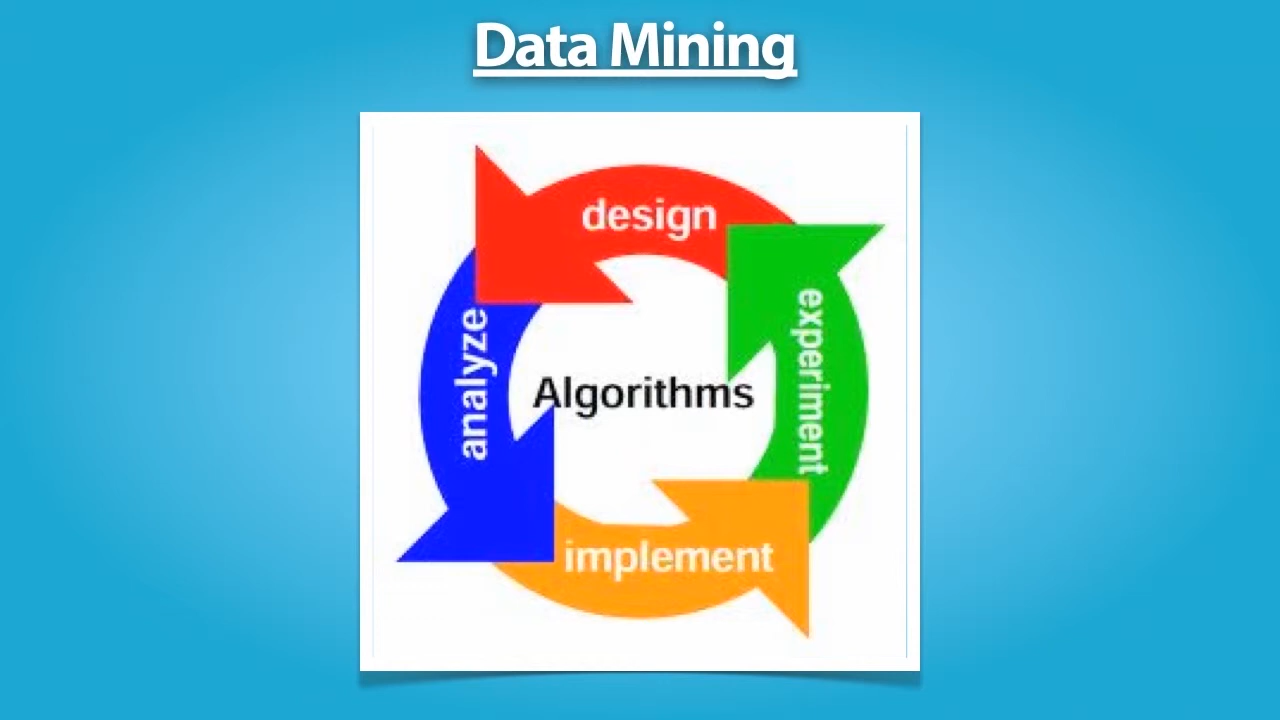 Data Mining
design
experiment
analyze
Algorithms
implement